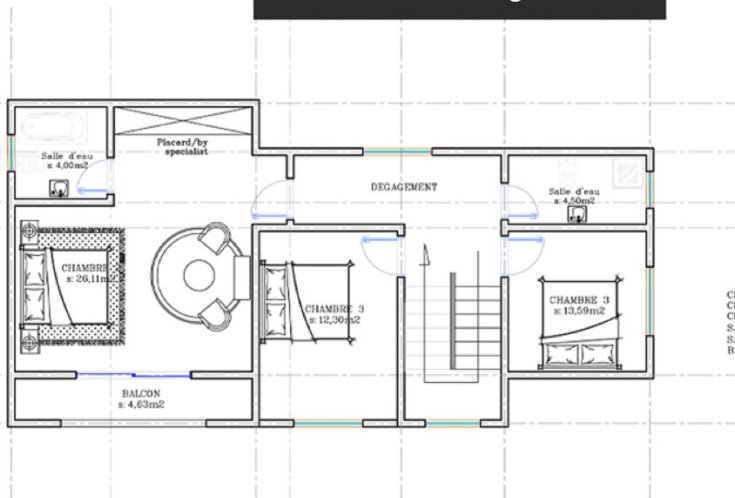 Salle d'eau
s: 4,00m2
Placard/by
specialist
DEGAGEMENT
Salle d'eau
s: 4,50m2
CHAMBRE
s: 26,11m2
CHAMBRE 3
s: 12,30m2
CHAMBRE 3
s: 13,59m2
BALCON
s: 4,63m2